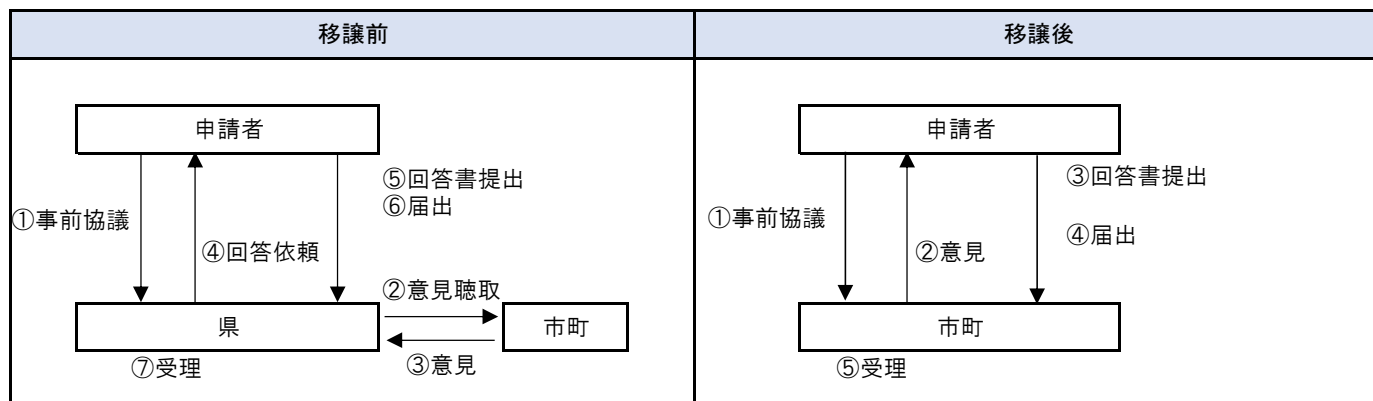 移譲前
移譲後
申請者
⑤回答書提出
⑥届出
①事前協議
④回答依頼
②意見聴取
県
市町
⑦受理
③意見
申請者
③回答書提出
①事前協議
④届出
②意見
市町
⑤受理